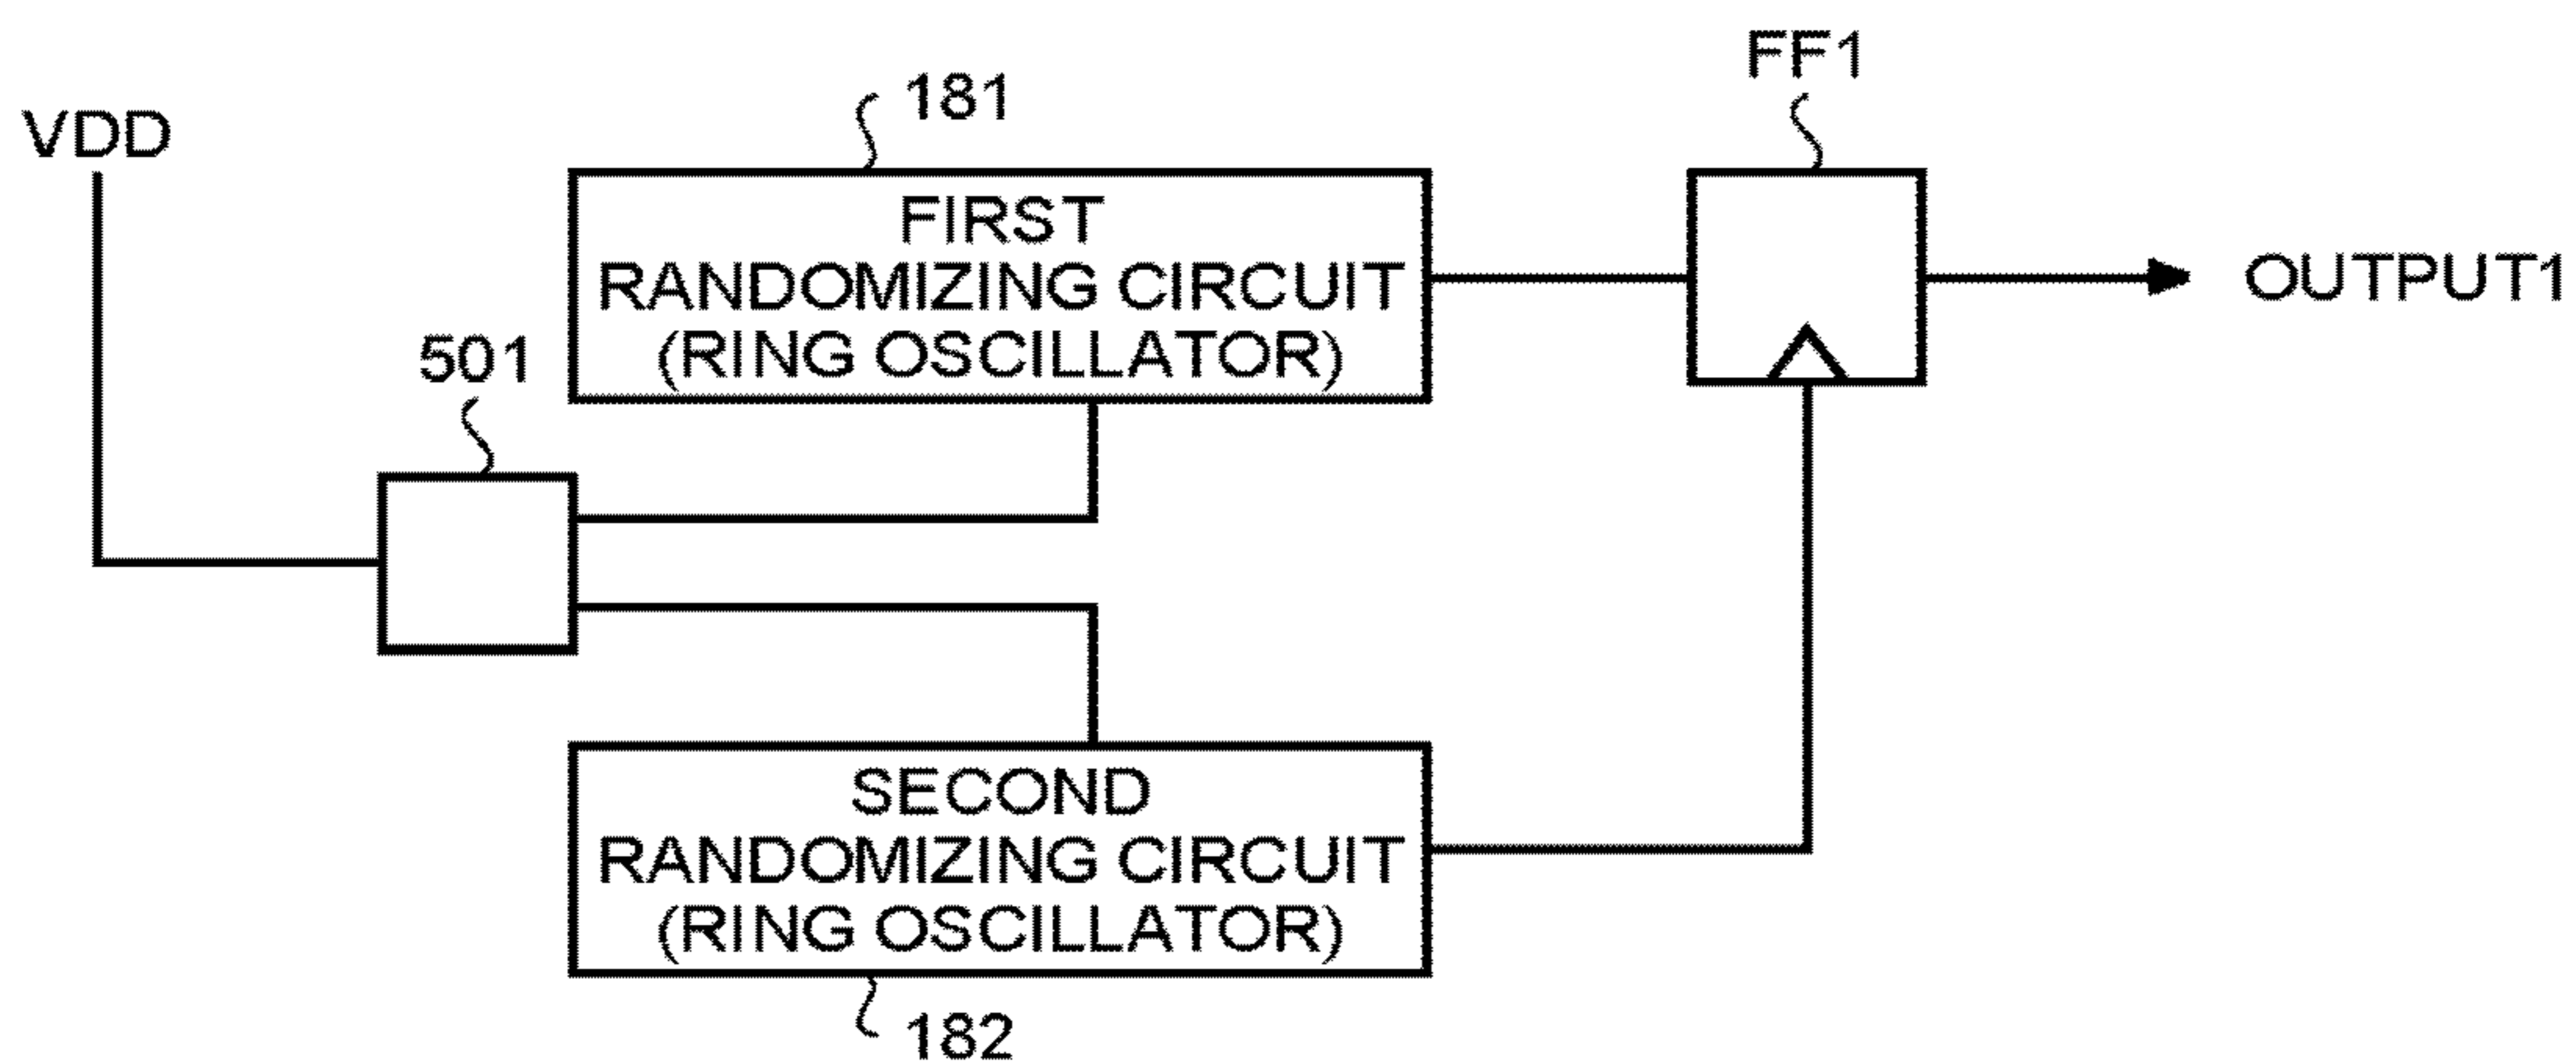 VDD
181
FF1
FIRST
RANDOMIZING CIRCUIT
(RING OSCILLATOR)
OUTPUT1
501
SECOND
RANDOMIZING CIRCUIT
(RING OSCILLATOR)
182